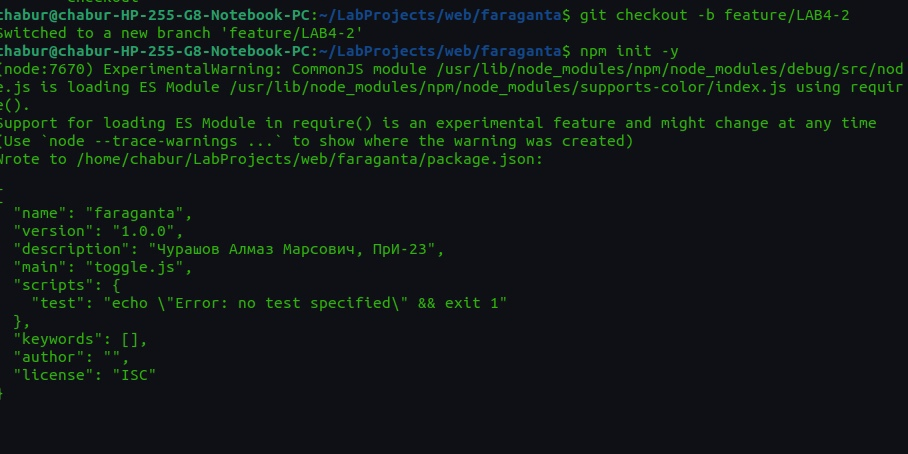 checkout
chabur@chabur-HP-255-G8-Notebook-PC:~/LabProjects/web/faraganta$ git checkout -b feature/LAB4-2
Switched to a new branch 'feature/LAB4-2'
chabur@chabur-HP-255-G8-Notebook-PC:~/LabProjects/web/faraganta$ npm init -y
(node:7670) ExperimentalWarning: CommonJS module /usr/lib/node_modules/npm/node_modules/debug/src/nod
e.js is loading ES Module /usr/lib/node_modules/npm/node_modules/supports-color/index.js using requir
e().
Support for loading ES Module in require() is an experimental feature and might change at any time
(Use `node --trace-warnings ...` to show where the warning was created)
Wrote to /home/chabur/LabProjects/web/faraganta/package.json:
{
  "name": "faraganta",
  "version": "1.0.0",
  "description": "Чурашов Алмаз Марсович, ПрИ-23",
  "main": "toggle.js",
  "scripts": {
    "test": "echo \"Error: no test specified\" && exit 1"
  },
  "keywords": [],
  "author": "",
  "license": "ISC"
}